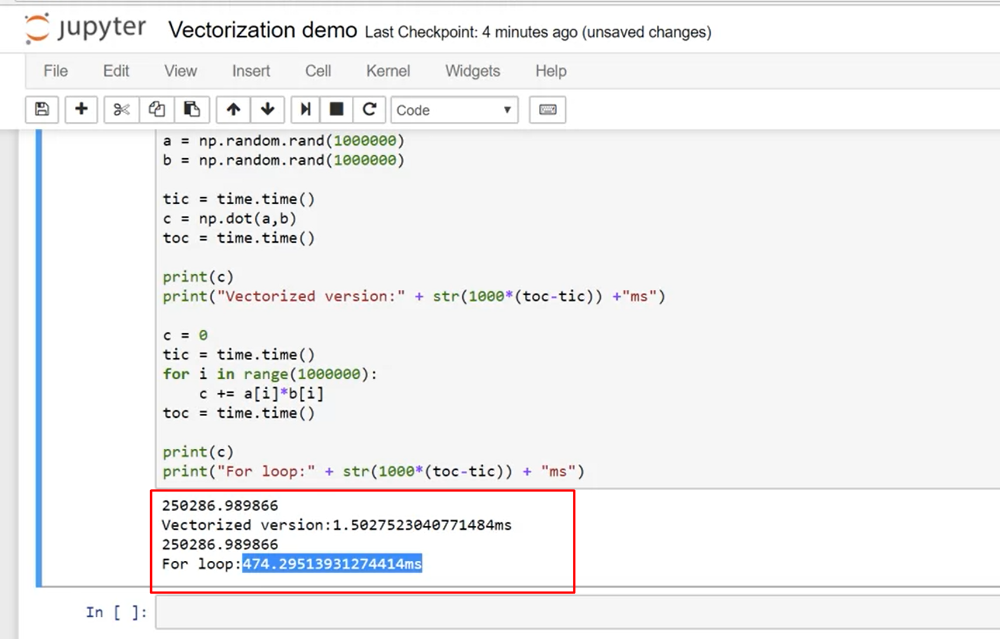 jupyter Vectorization demo Last Checkpoint: 4 minutes ago (unsaved changes)
File Edit View Insert Cell Kernel Widgets Help
Code
a = np.random.rand(1000000)
b = np.random.rand(1000000)
tic = time.time()
c = np.dot(a,b)
toc = time.time()
print(c)
print("Vectorized version:" + str(1000*(toc-tic)) +"ms")
c = 0
tic = time.time()
for i in range(1000000):
    c += a[i]*b[i]
toc = time.time()
print(c)
print("For loop:" + str(1000*(toc-tic)) + "ms")
250286.989866
Vectorized version:1.5027523040771484ms
250286.989866
For loop:474.29513931274414ms
In [ ]: